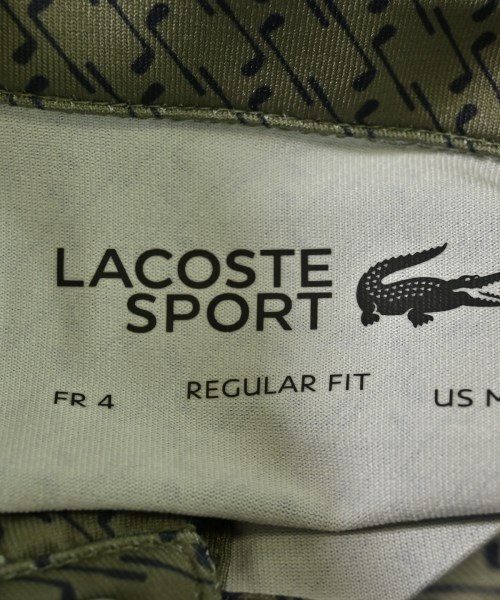 LACOSTE
SPORT
FR 4 REGULAR FIT US M